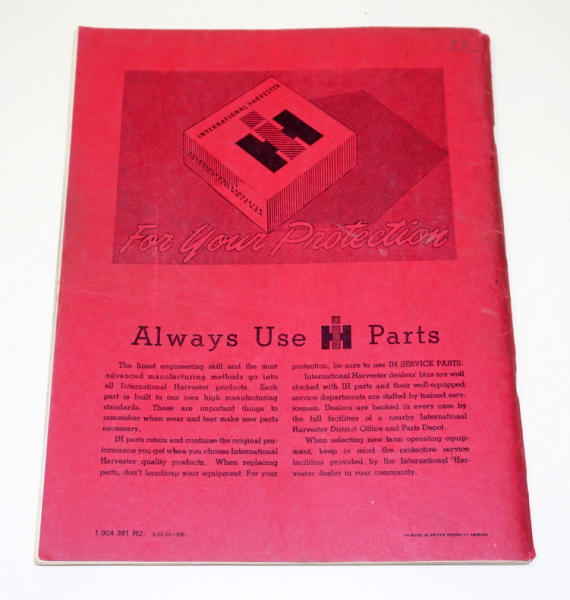 INTERNATIONAL HARVESTER
For Your Protection
Always Use IH Parts
The finest engineering skill and the most
advanced manufacturing methods go into
all International Harvester products. Each
part is built to our own high manufacturing
standards. These are important things to
remember when wear and tear make new parts
necessary.
IH parts retain and continue the original per-
formance you get when you choose International
Harvester quality products. When replacing
parts, don't handicap your equipment. For your
protection, be sure to use IH SERVICE PARTS.
International Harvester dealers' bins are well
stocked with IH parts and their well-equipped
service departments are staffed by trained serv-
icemen. Dealers are backed in every case by
the full facilities of a nearby International
Harvester District Office and Parts Depot.
When selecting new farm operating equip-
ment, keep in mind the protective service
facilities provided by the International Har-
vester dealer in your community.
1 004 381 R2.
PRINTED IN UNITED STATES OF AMERICA